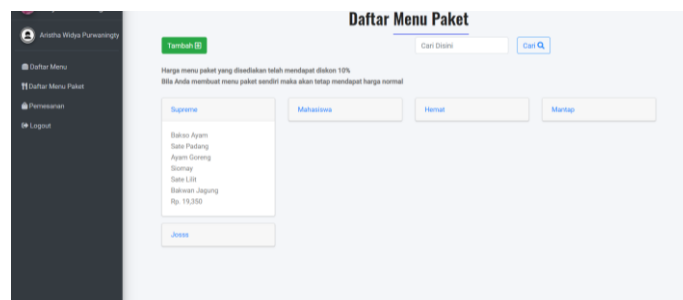 Daftar Menu Paket
Aristha Widya Purwaningty
Daftar Menu
Daftar Menu Paket
Pemesanan
Logout
Tambah
Cari Disini
Cari
Harga menu paket yang disediakan telah mendapat diskon 10%
Bila Anda membuat menu paket sendiri maka akan tetap mendapat harga normal
Supreme
Mahasiswa
Hemat
Mantap
Bakso Ayam
Sate Padang
Ayam Goreng
Siomay
Sate Lilit
Bakwan Jagung
Rp. 19,350
Josss